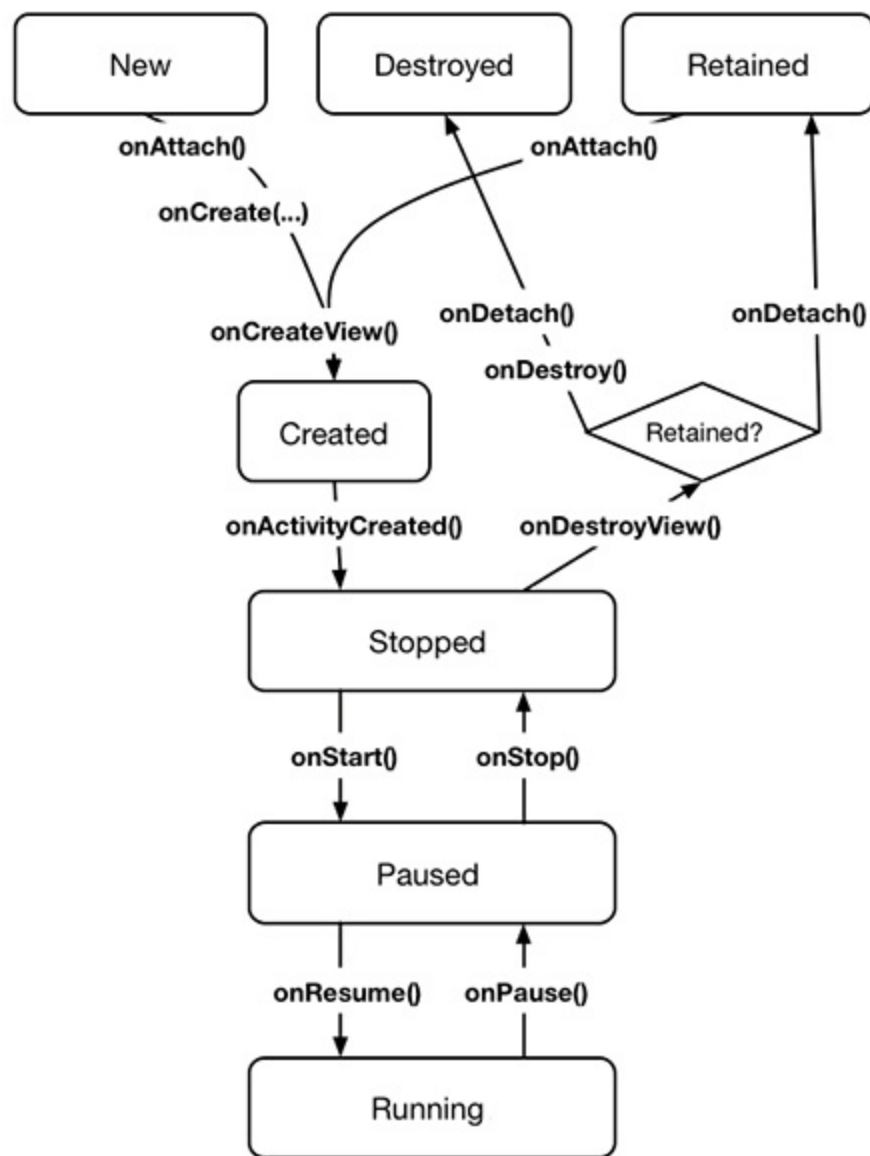 New
Destroyed
Retained
onAttach()
onAttach()
onCreate(...)
onDetach()
onDetach()
onCreateView()
onDestroy()
Created
Retained?
onActivityCreated()
onDestroyView()
Stopped
onStart()
onStop()
Paused
onResume()
onPause()
Running